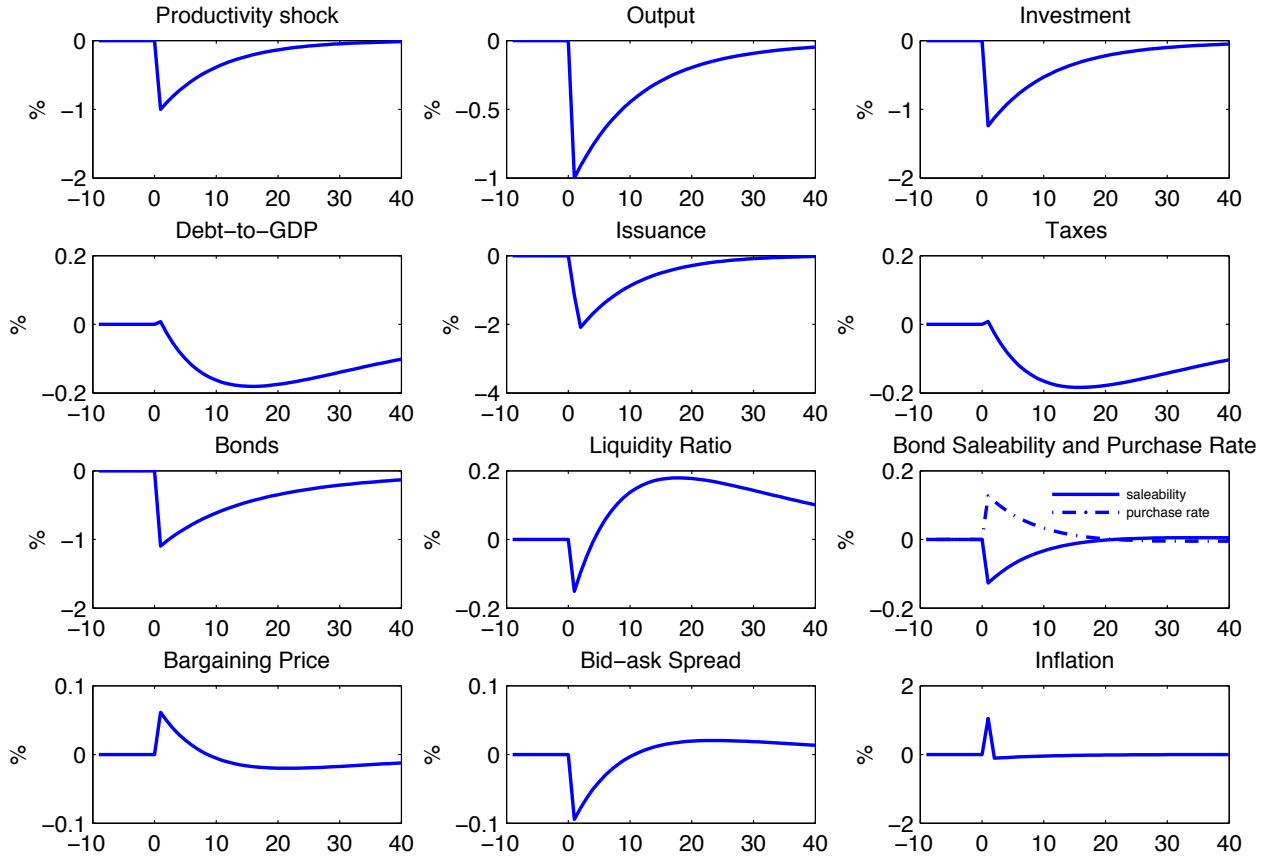 Productivity shock Output Investment
0 0 0
% −1 % −0.5 % −1
−2 −1 −2
−10 0 10 20 30 40 −10 0 10 20 30 40 −10 0 10 20 30 40
Debt−to−GDP Issuance Taxes
0.2 0 0.2
% 0 % −2 % 0
−0.2 −4 −0.2
−10 0 10 20 30 40 −10 0 10 20 30 40 −10 0 10 20 30 40
Bonds Liquidity Ratio Bond Saleability and Purchase Rate
0 0.2 0.2
saleability
purchase rate
% −1 % 0 % 0
−2 −0.2 −0.2
−10 0 10 20 30 40 −10 0 10 20 30 40 −10 0 10 20 30 40
Bargaining Price Bid−ask Spread Inflation
0.1 0.1 2
% 0 % 0 % 0
−0.1 −0.1 −2
−10 0 10 20 30 40 −10 0 10 20 30 40 −10 0 10 20 30 40